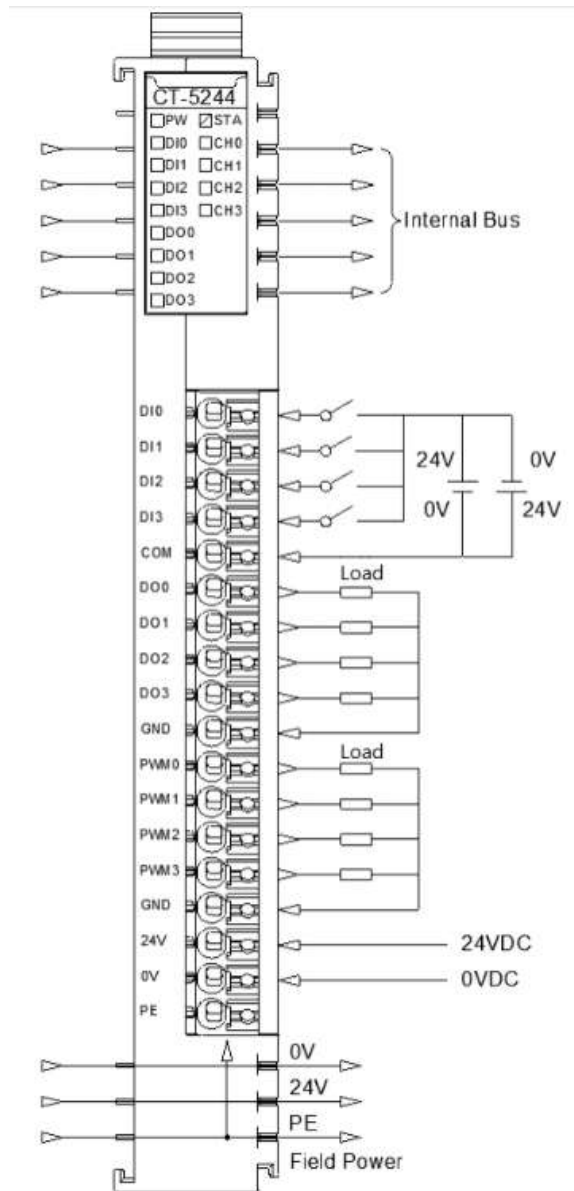 CT-5244
PW STA
DI0 CH0
DI1 CH1
DI2 CH2
DI3 CH3
DO0
DO1
DO2
DO3
Internal Bus
DI0
DI1
DI2
DI3
COM
24V 0V
0V 24V
DO0 Load
DO1
DO2
DO3
GND
PWM0 Load
PWM1
PWM2
PWM3
GND
24V 24VDC
0V 0VDC
PE
0V
24V
PE
Field Power